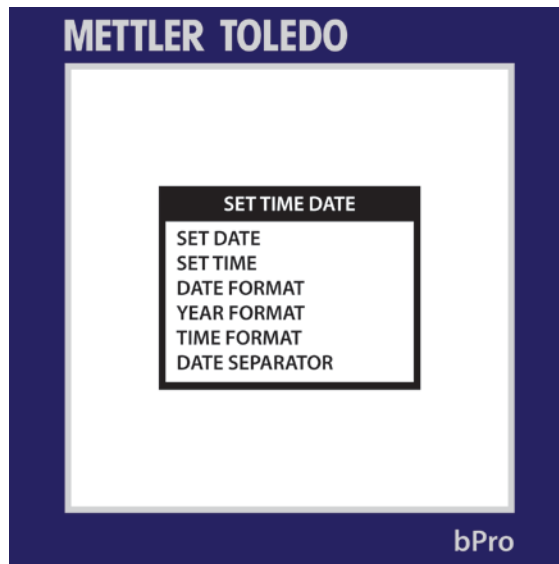 METTLER TOLEDO
SET TIME DATE
SET DATE
SET TIME
DATE FORMAT
YEAR FORMAT
TIME FORMAT
DATE SEPARATOR
bPro